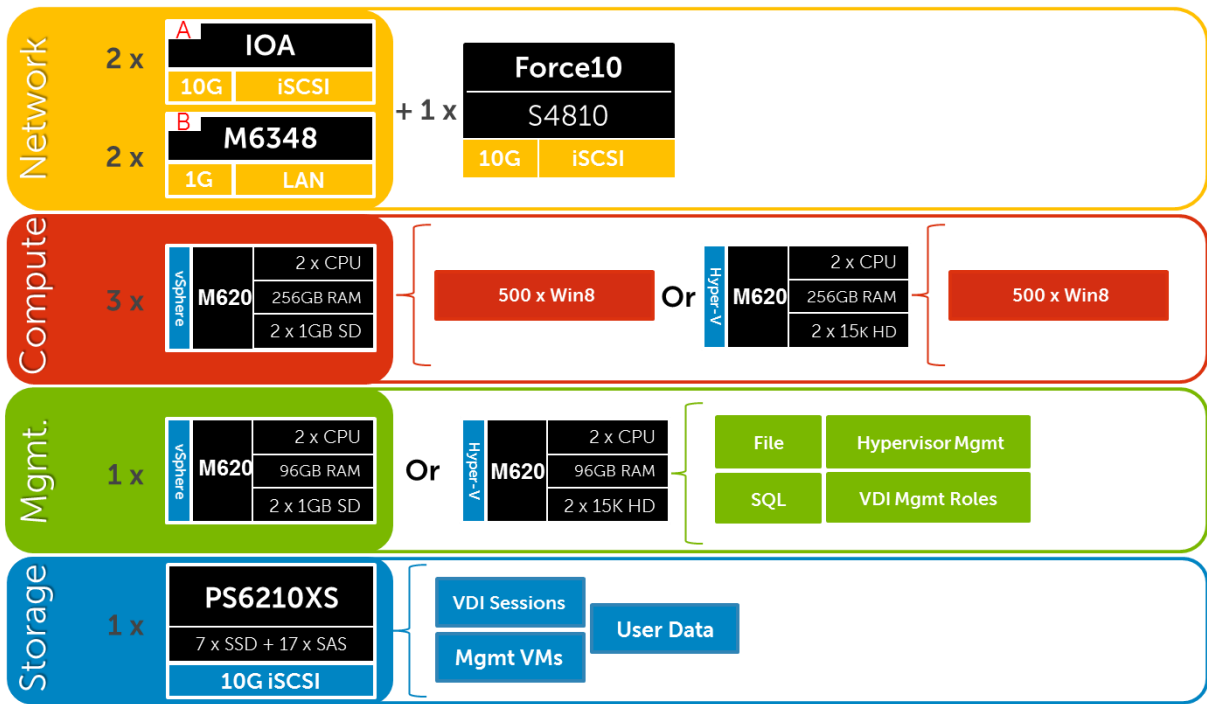 Network
2 x
A
IOA
10G
iSCSI
2 x
B
M6348
1G
LAN
+ 1 x
Force10
S4810
10G
iSCSI
Compute
3 x
vSphere
M620
2 x CPU
256GB RAM
2 x 1GB SD
500 x Win8
Or
Hyper-V
M620
2 x CPU
256GB RAM
2 x 15K HD
500 x Win8
Mgmt.
1 x
vSphere
M620
2 x CPU
96GB RAM
2 x 1GB SD
Or
Hyper-V
M620
2 x CPU
96GB RAM
2 x 15K HD
File
Hypervisor Mgmt
SQL
VDI Mgmt Roles
Storage
1 x
PS6210XS
7 x SSD + 17 x SAS
10G iSCSI
VDI Sessions
Mgmt VMs
User Data